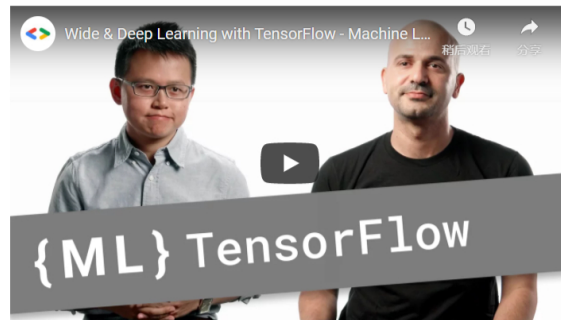 Wide & Deep Learning with TensorFlow - Machine L...
稍后观看
分享
{ML} TensorFlow